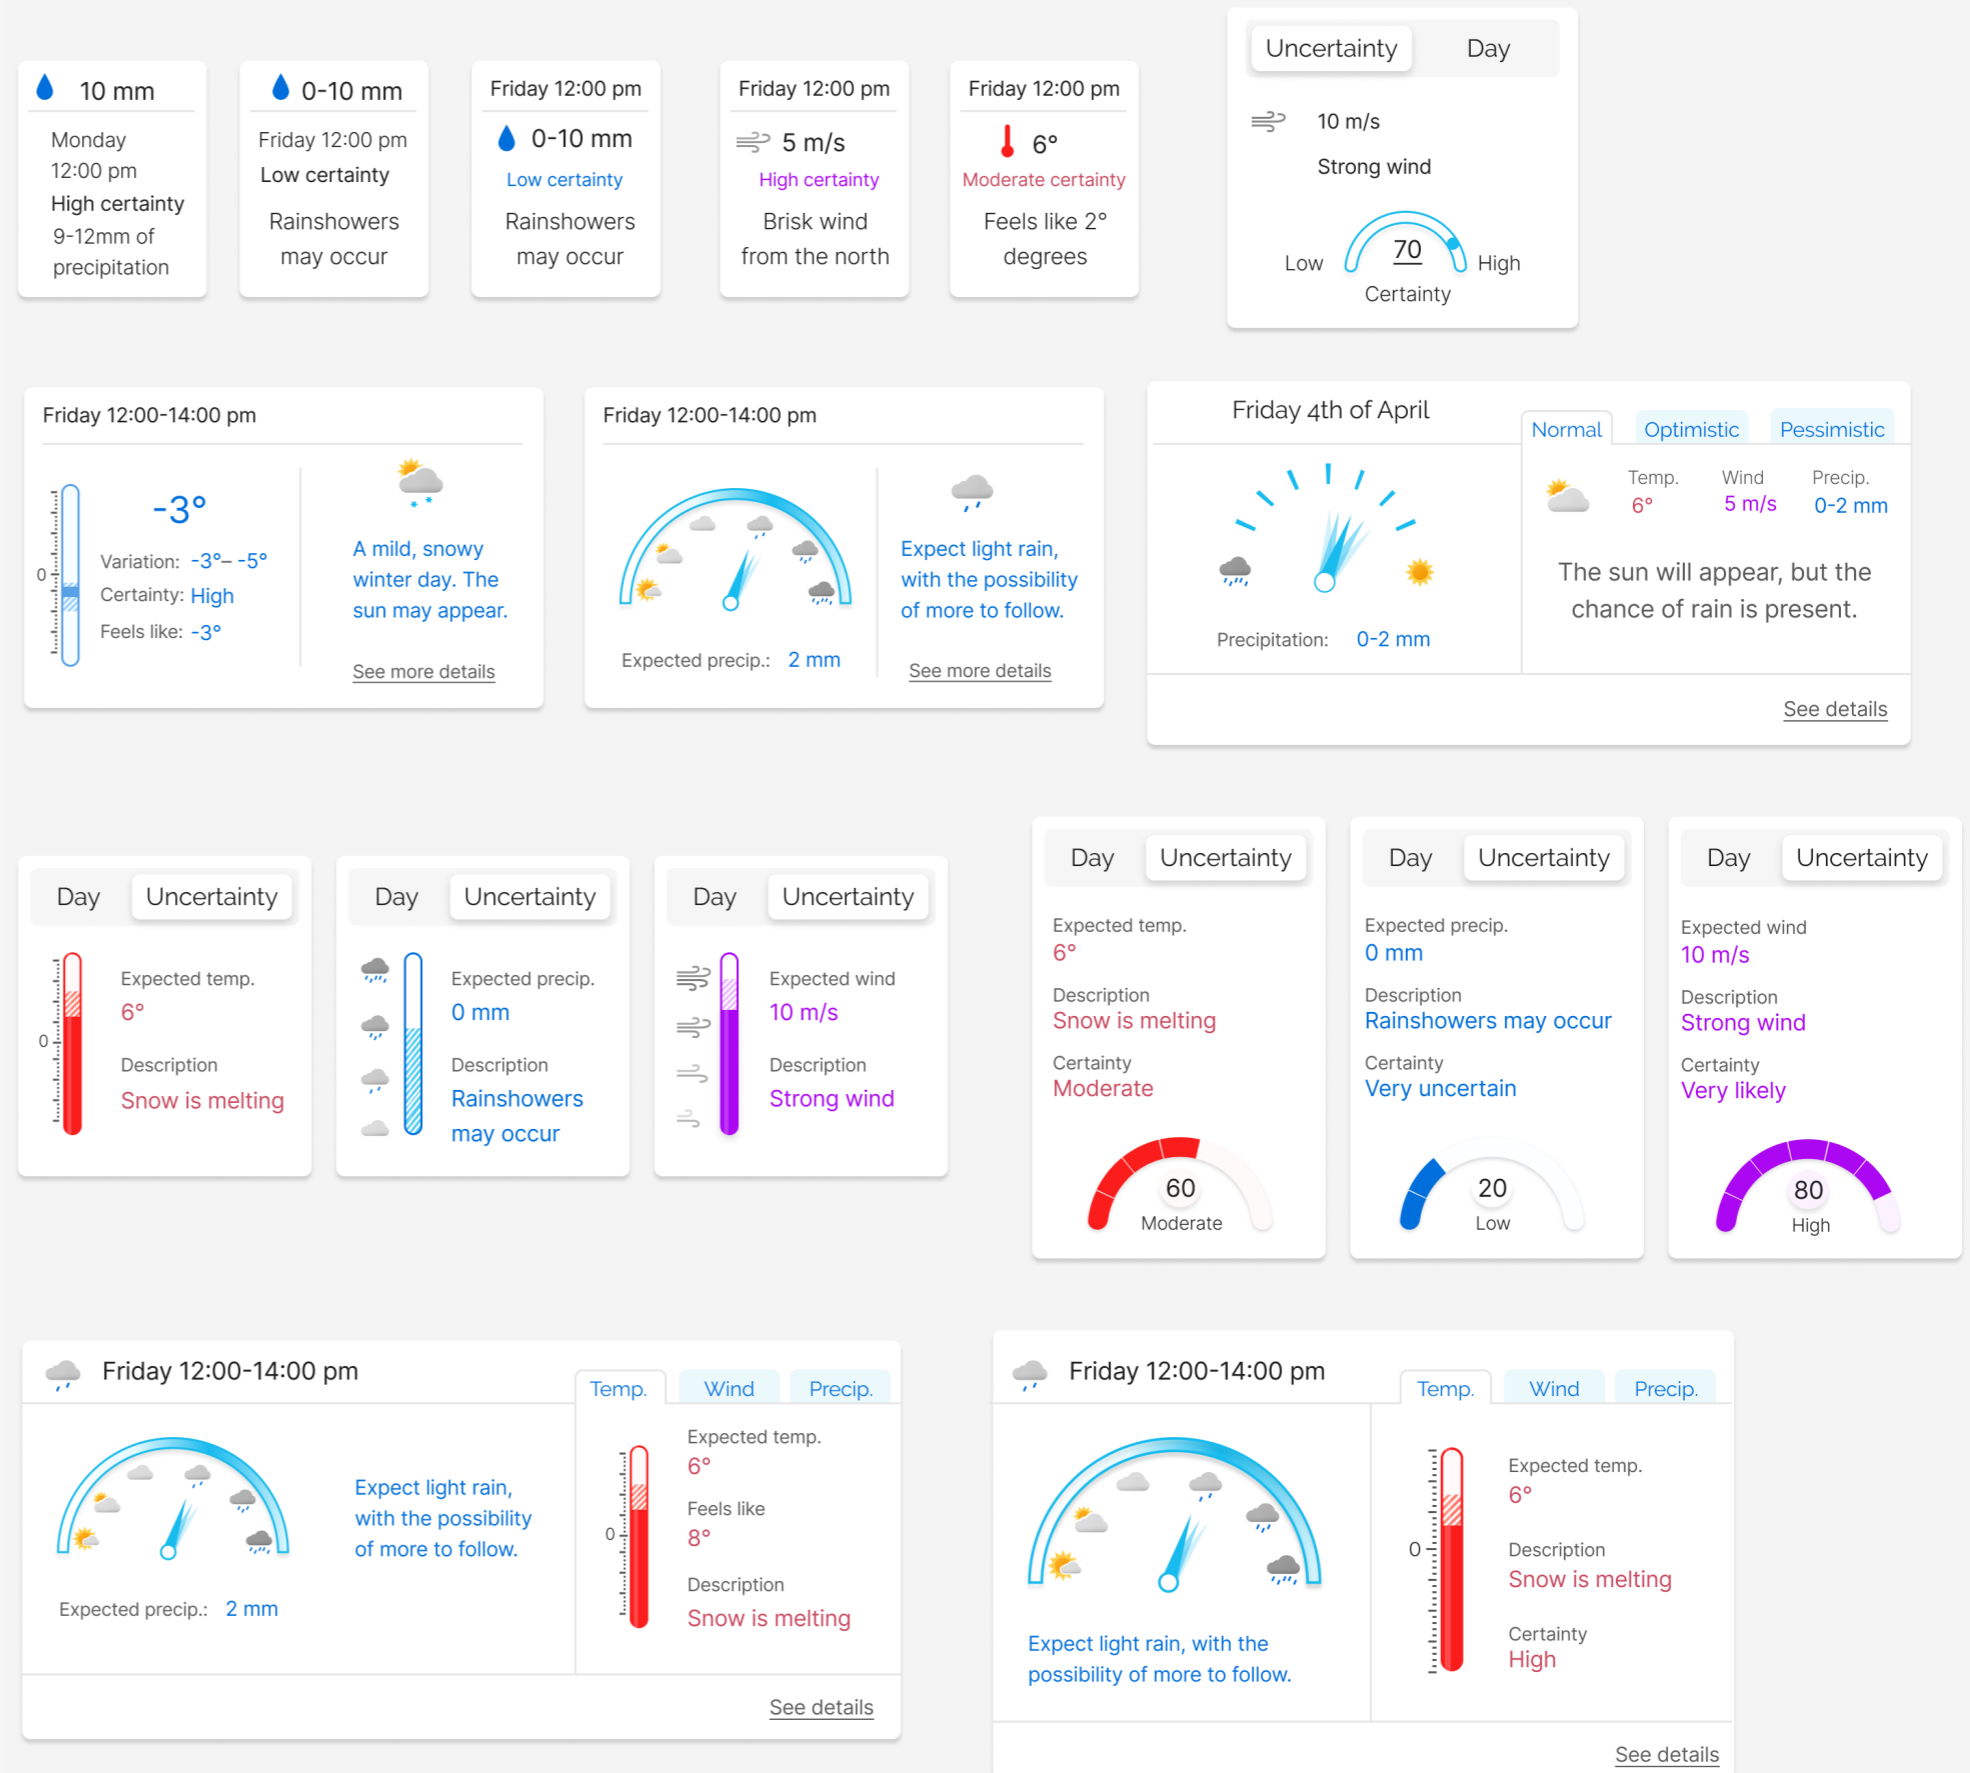 10 mm
Monday
12:00 pm
High certainty
9-12mm of
precipitation
0-10 mm
Friday 12:00 pm
Low certainty
Rainshowers
may occur
Friday 12:00 pm
0-10 mm
Low certainty
Rainshowers
may occur
Friday 12:00 pm
5 m/s
High certainty
Brisk wind
from the north
Friday 12:00 pm
6°
Moderate certainty
Feels like 2°
degrees
Uncertainty Day
10 m/s
Strong wind
70
Low High
Certainty
Friday 12:00-14:00 pm
-3°
0
Variation: -3°– -5°
Certainty: High
Feels like: -3°
A mild, snowy
winter day. The
sun may appear.
See more details
Friday 12:00-14:00 pm
Expected precip.: 2 mm
Expect light rain,
with the possibility
of more to follow.
See more details
Friday 4th of April
Precipitation: 0-2 mm
Normal Optimistic Pessimistic
Temp. Wind Precip.
6° 5 m/s 0-2 mm
The sun will appear, but the
chance of rain is present.
See details
Day Uncertainty
0
Expected temp.
6°
Description
Snow is melting
Day Uncertainty
Expected precip.
0 mm
Description
Rainshowers
may occur
Day Uncertainty
Expected wind
10 m/s
Description
Strong wind
Day Uncertainty
Expected temp.
6°
Description
Snow is melting
Certainty
Moderate
60
Moderate
Day Uncertainty
Expected precip.
0 mm
Description
Rainshowers may occur
Certainty
Very uncertain
20
Low
Day Uncertainty
Expected wind
10 m/s
Description
Strong wind
Certainty
Very likely
80
High
Friday 12:00-14:00 pm
Expected precip.: 2 mm
Expect light rain,
with the possibility
of more to follow.
Temp. Wind Precip.
0
Expected temp.
6°
Feels like
8°
Description
Snow is melting
See details
Friday 12:00-14:00 pm
Expect light rain, with the
possibility of more to follow.
Temp. Wind Precip.
0
Expected temp.
6°
Description
Snow is melting
Certainty
High
See details